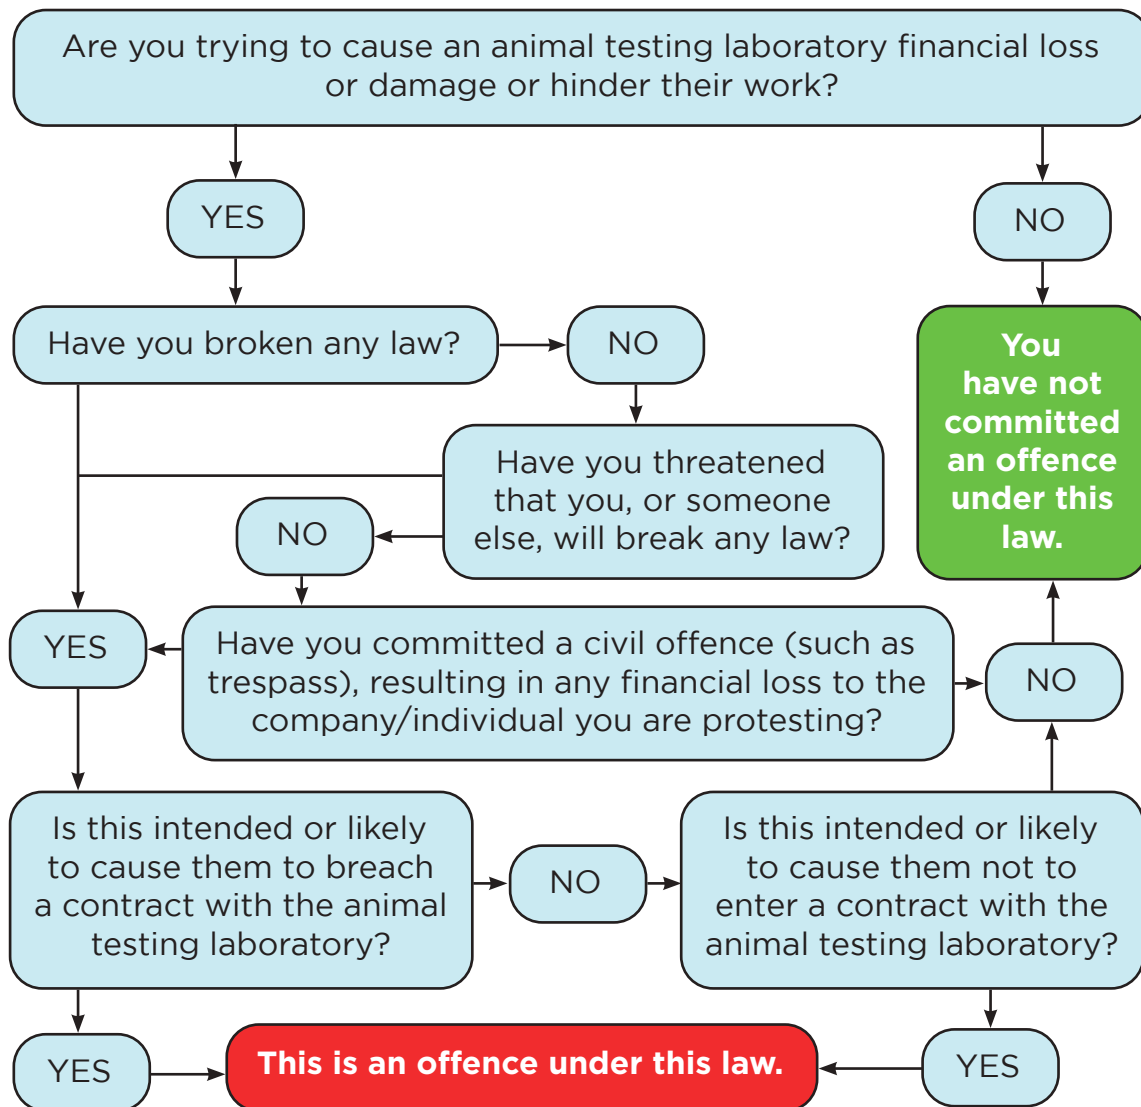 Are you trying to cause an animal testing laboratory financial loss
or damage or hinder their work?
YES
NO
Have you broken any law?
NO
You
have not
committed
an offence
under this
law.
Have you threatened
that you, or someone
else, will break any law?
NO
YES
Have you committed a civil offence (such as
trespass), resulting in any financial loss to the
company/individual you are protesting?
NO
Is this intended or likely
to cause them to breach
a contract with the animal
testing laboratory?
NO
Is this intended or likely
to cause them not to
enter a contract with the
animal testing laboratory?
YES
This is an offence under this law.
YES